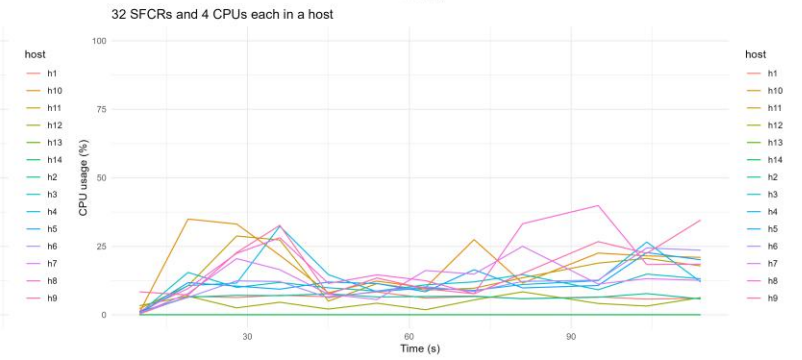 32 SFCRs and 4 CPUs each in a host
host
h1
h10
h11
h12
h13
h14
h2
h3
h4
h5
h6
h7
h8
h9
CPU usage (%)
100
75
50
25
0
30
60
90
Time (s)
host
h1
h10
h11
h12
h13
h14
h2
h3
h4
h5
h6
h7
h8
h9